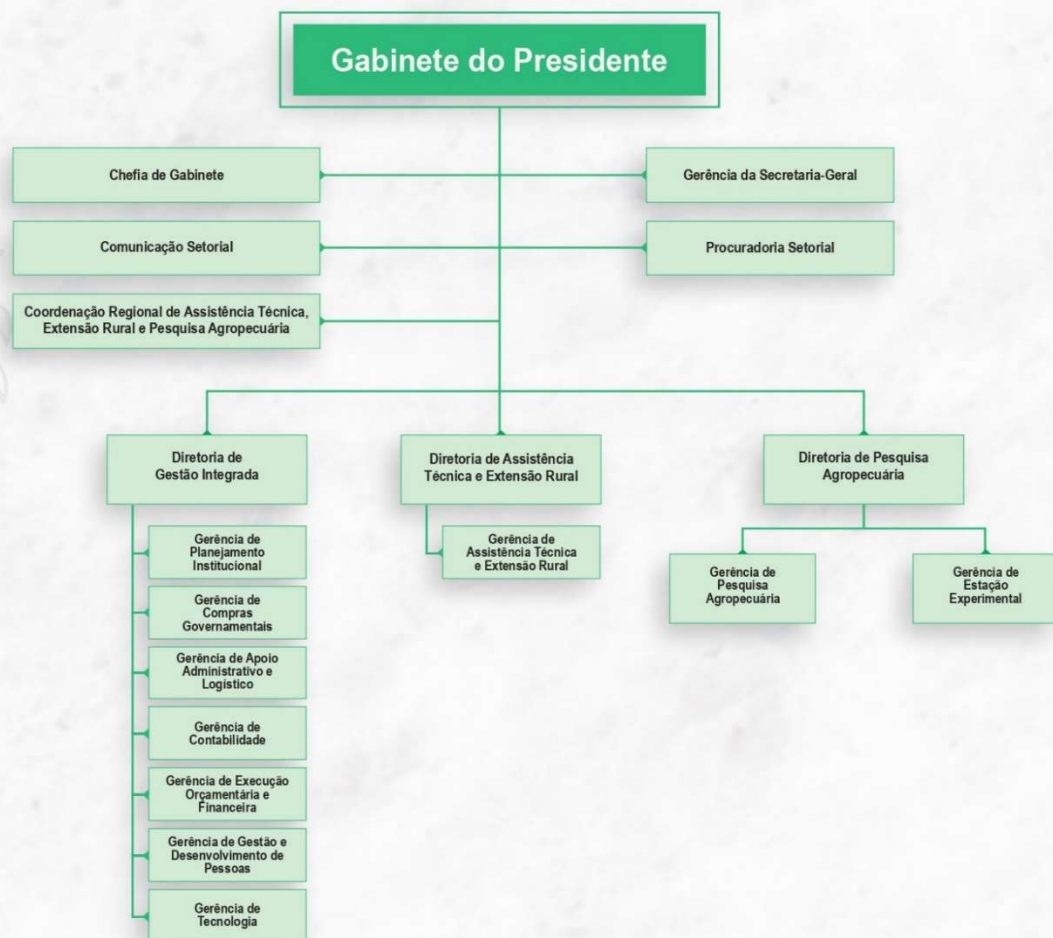 Gabinete do Presidente
Chefia de Gabinete
Gerência da Secretaria-Geral
Comunicação Setorial
Procuradoria Setorial
Coordenação Regional de Assistência Técnica,
Extensão Rural e Pesquisa Agropecuária
Diretoria de
Gestão Integrada
Gerência de
Planejamento
Institucional
Gerência de
Compras
Governamentais
Gerência de Apoio
Administrativo e
Logístico
Gerência de
Contabilidade
Gerência de Execução
Orçamentária e
Financeira
Gerência de Gestão e
Desenvolvimento de
Pessoas
Gerência de
Tecnologia
Diretoria de Assistência
Técnica e Extensão Rural
Gerência de
Assistência Técnica
e Extensão Rural
Diretoria de Pesquisa
Agropecuária
Gerência de
Pesquisa
Agropecuária
Gerência de
Estação
Experimental